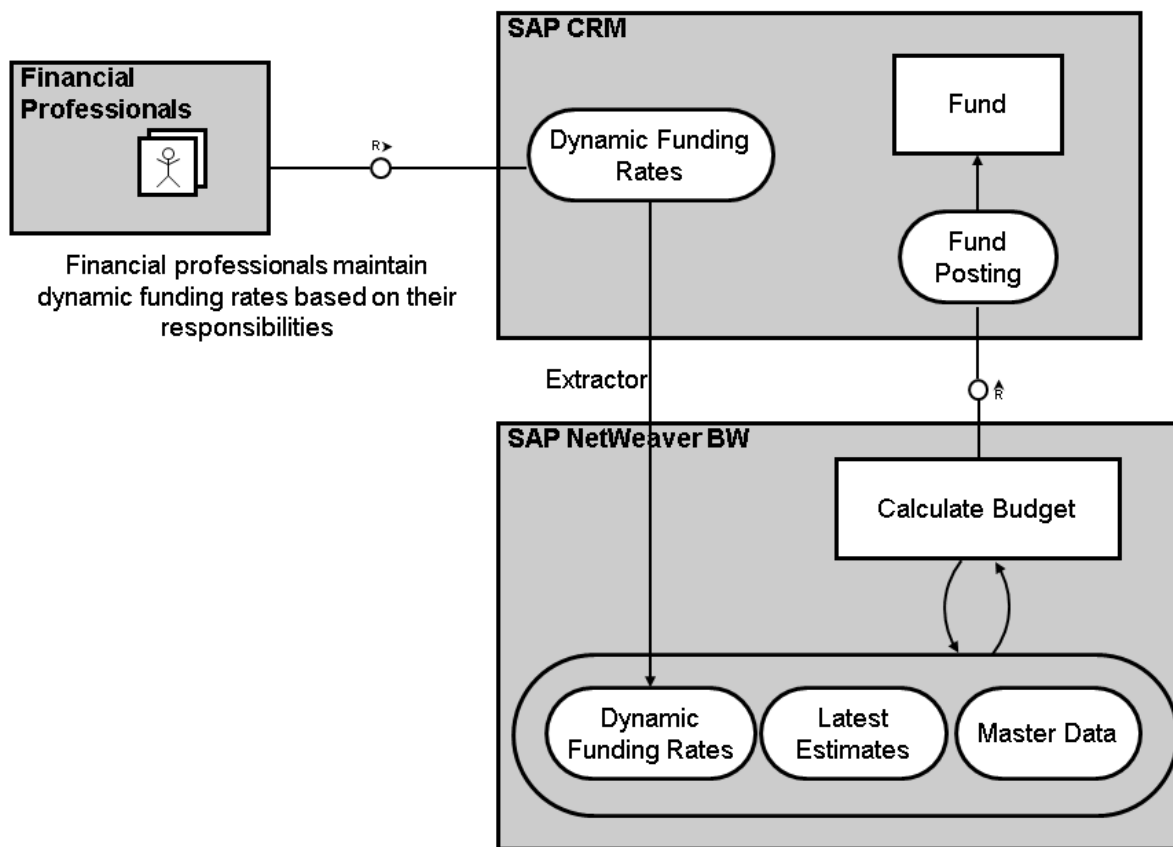 Financial
Professionals
R
Financial professionals maintain
dynamic funding rates based on their
responsibilities
SAP CRM
Dynamic Funding
Rates
Fund
Fund
Posting
Extractor
R
SAP NetWeaver BW
Calculate Budget
Dynamic
Funding Rates
Latest
Estimates
Master Data